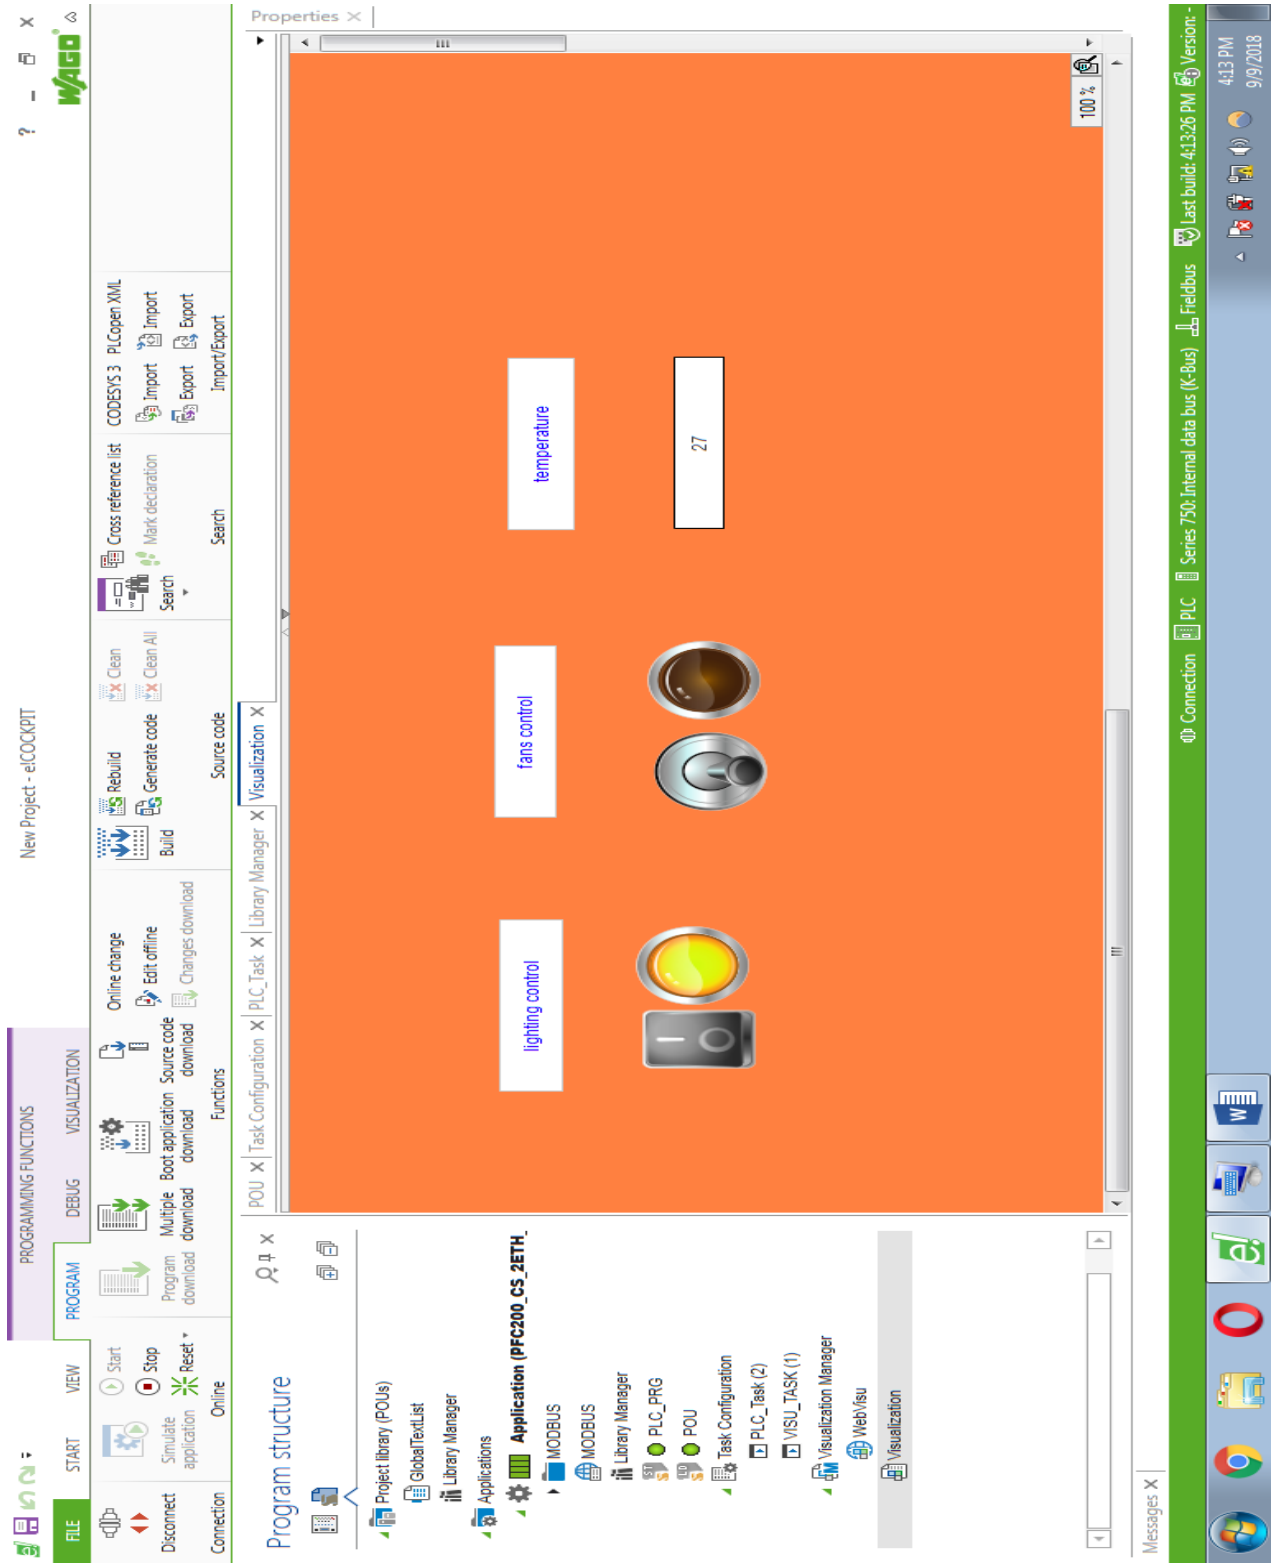 New Project - e!COCKPIT
? 
WAGO
PROGRAMMING FUNCTIONS
FILE START VIEW PROGRAM DEBUG VISUALIZATION
Disconnect
Connection
Simulate application
Start
Stop
Reset
Online
Program download
Multiple download
Boot application download
Source code download
Online change
Edit offline
Changes download
Functions
Build
Rebuild
Generate code
Clean
Clean All
Source code
Search
Cross reference list
Mark declaration
Search
CODESYS 3 PLCopen XML
Import Import
Export Export
Import/Export
Program structure
Project library (POUs)
GlobalTextList
Library Manager
Applications
Application (PFC200_CS_2ETH_
MODBUS
MODBUS
Library Manager
PLC_PRG
POU
Task Configuration
PLC_Task (2)
VISU_TASK (1)
Visualization Manager
WebVisu
Visualization
POU X Task Configuration X PLC_Task X Library Manager X Visualization X
Properties X
lighting control
fans control
temperature
27
100 %
Messages X
Connection PLC Series 750: Internal data bus (K-Bus) Fieldbus Last build: 4:13:26 PM Version: -
4:13 PM
9/9/2018